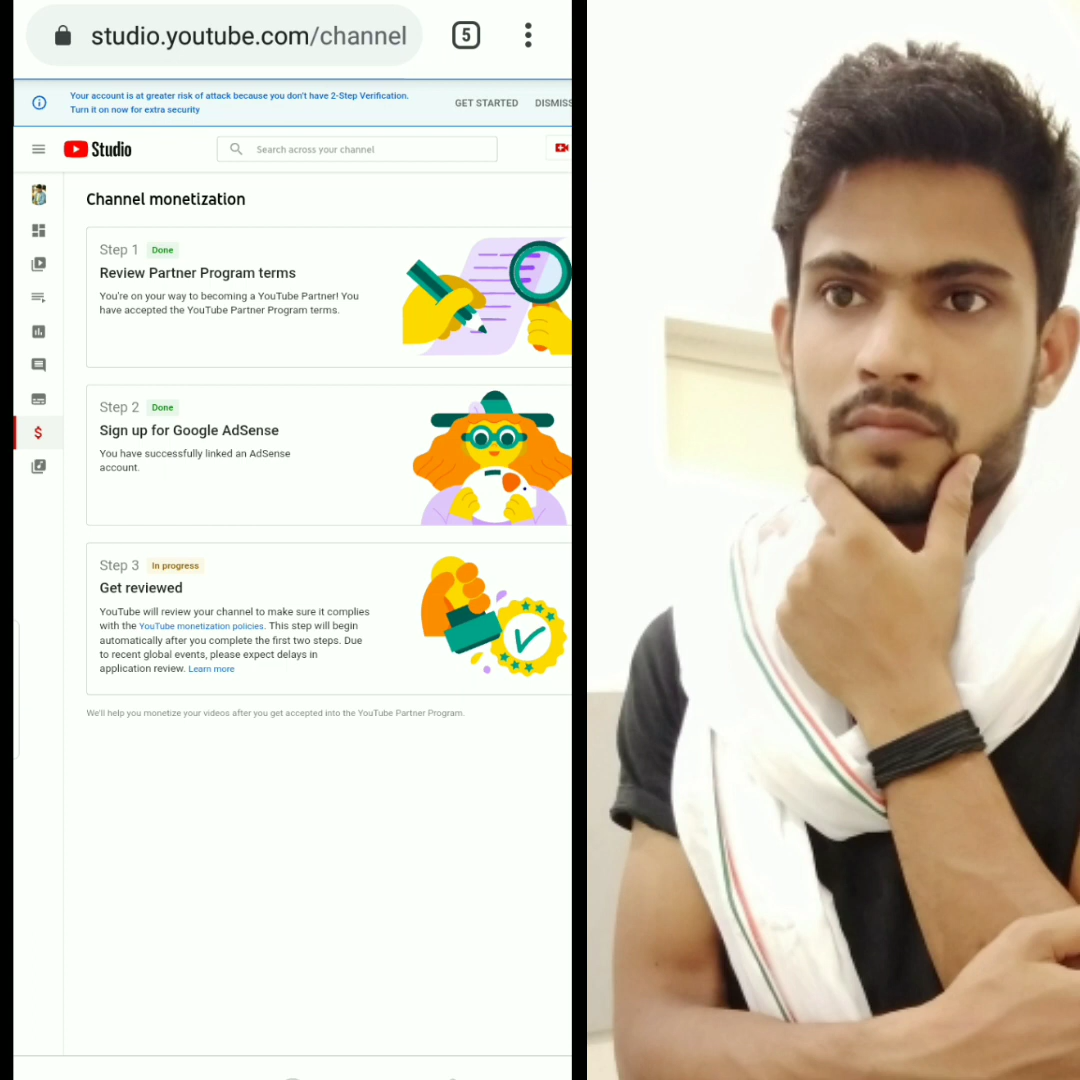 studio.youtube.com/channel
5
Your account is at greater risk of attack because you don't have 2-Step Verification.
Turn it on now for extra security
GET STARTED
DISMISS
Studio
Search across your channel
Channel monetization
Step 1 Done
Review Partner Program terms
You're on your way to becoming a YouTube Partner! You
have accepted the YouTube Partner Program terms.
Step 2 Done
Sign up for Google AdSense
You have successfully linked an AdSense
account.
$
Step 3 In progress
Get reviewed
YouTube will review your channel to make sure it complies
with the YouTube monetization policies. This step will begin
automatically after you complete the first two steps. Due
to recent global events, please expect delays in
application review. Learn more
We'll help you monetize your videos after you get accepted into the YouTube Partner Program.